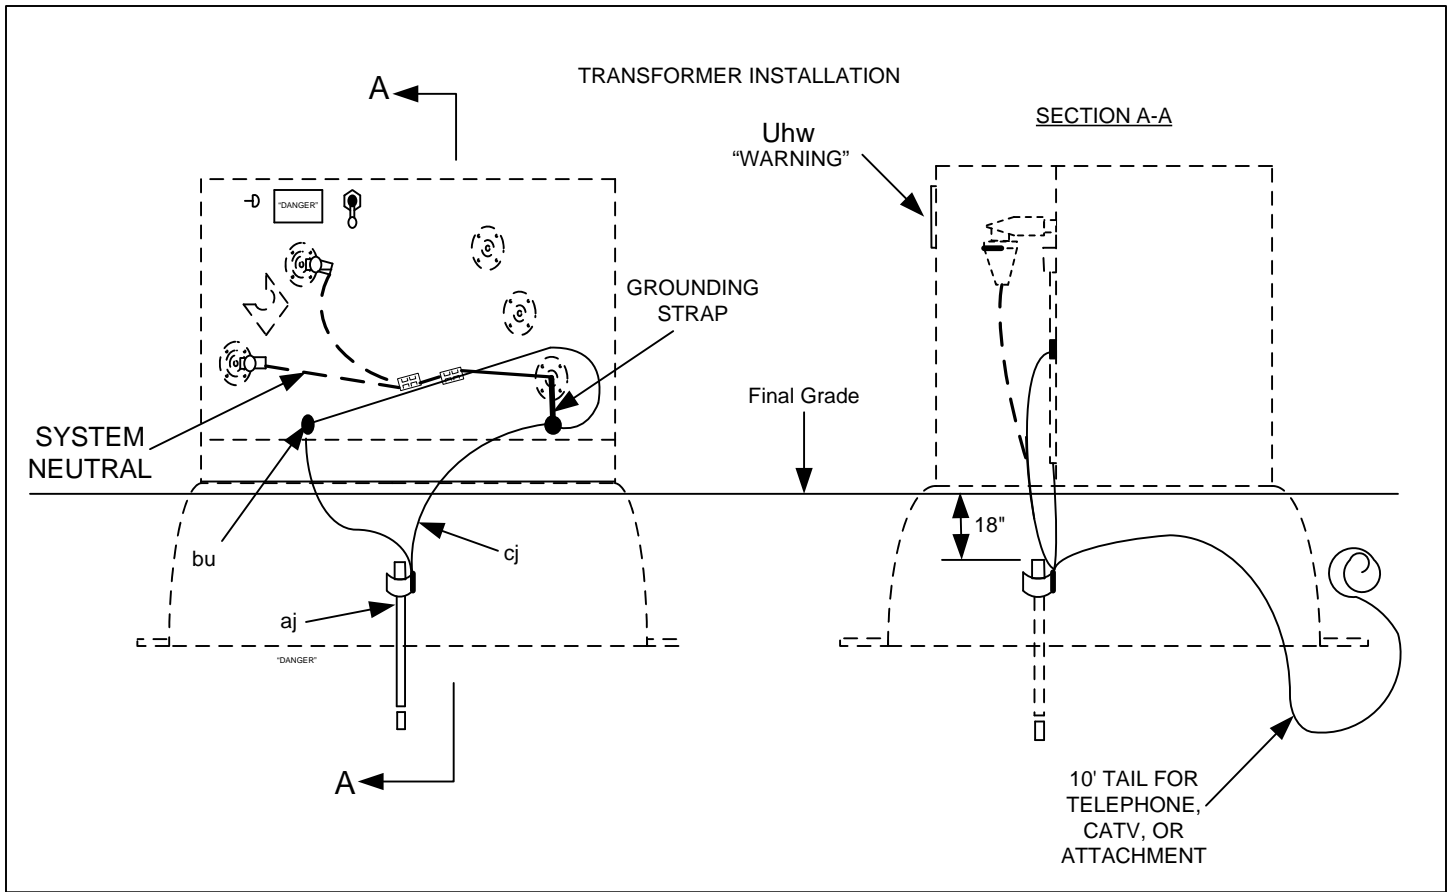 TRANSFORMER INSTALLATION
A
SECTION A-A
Uhw
“WARNING”
“DANGER”
GROUNDING
STRAP
Final Grade
SYSTEM
NEUTRAL
18"
bu
cj
aj
“DANGER”
A
10' TAIL FOR
TELEPHONE,
CATV, OR
ATTACHMENT